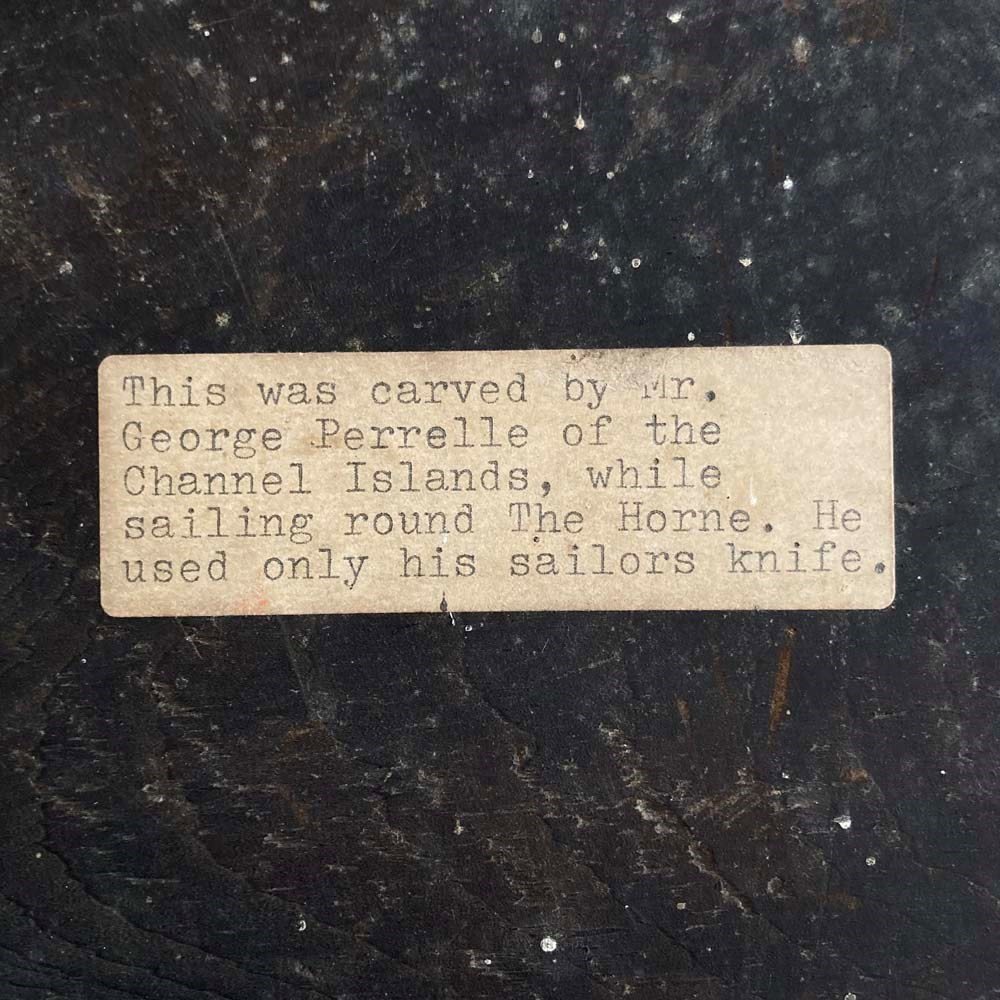 This was carved by Mr.
George Perrelle of the
Channel Islands, while
sailing round The Horne. He
used only his sailors knife.